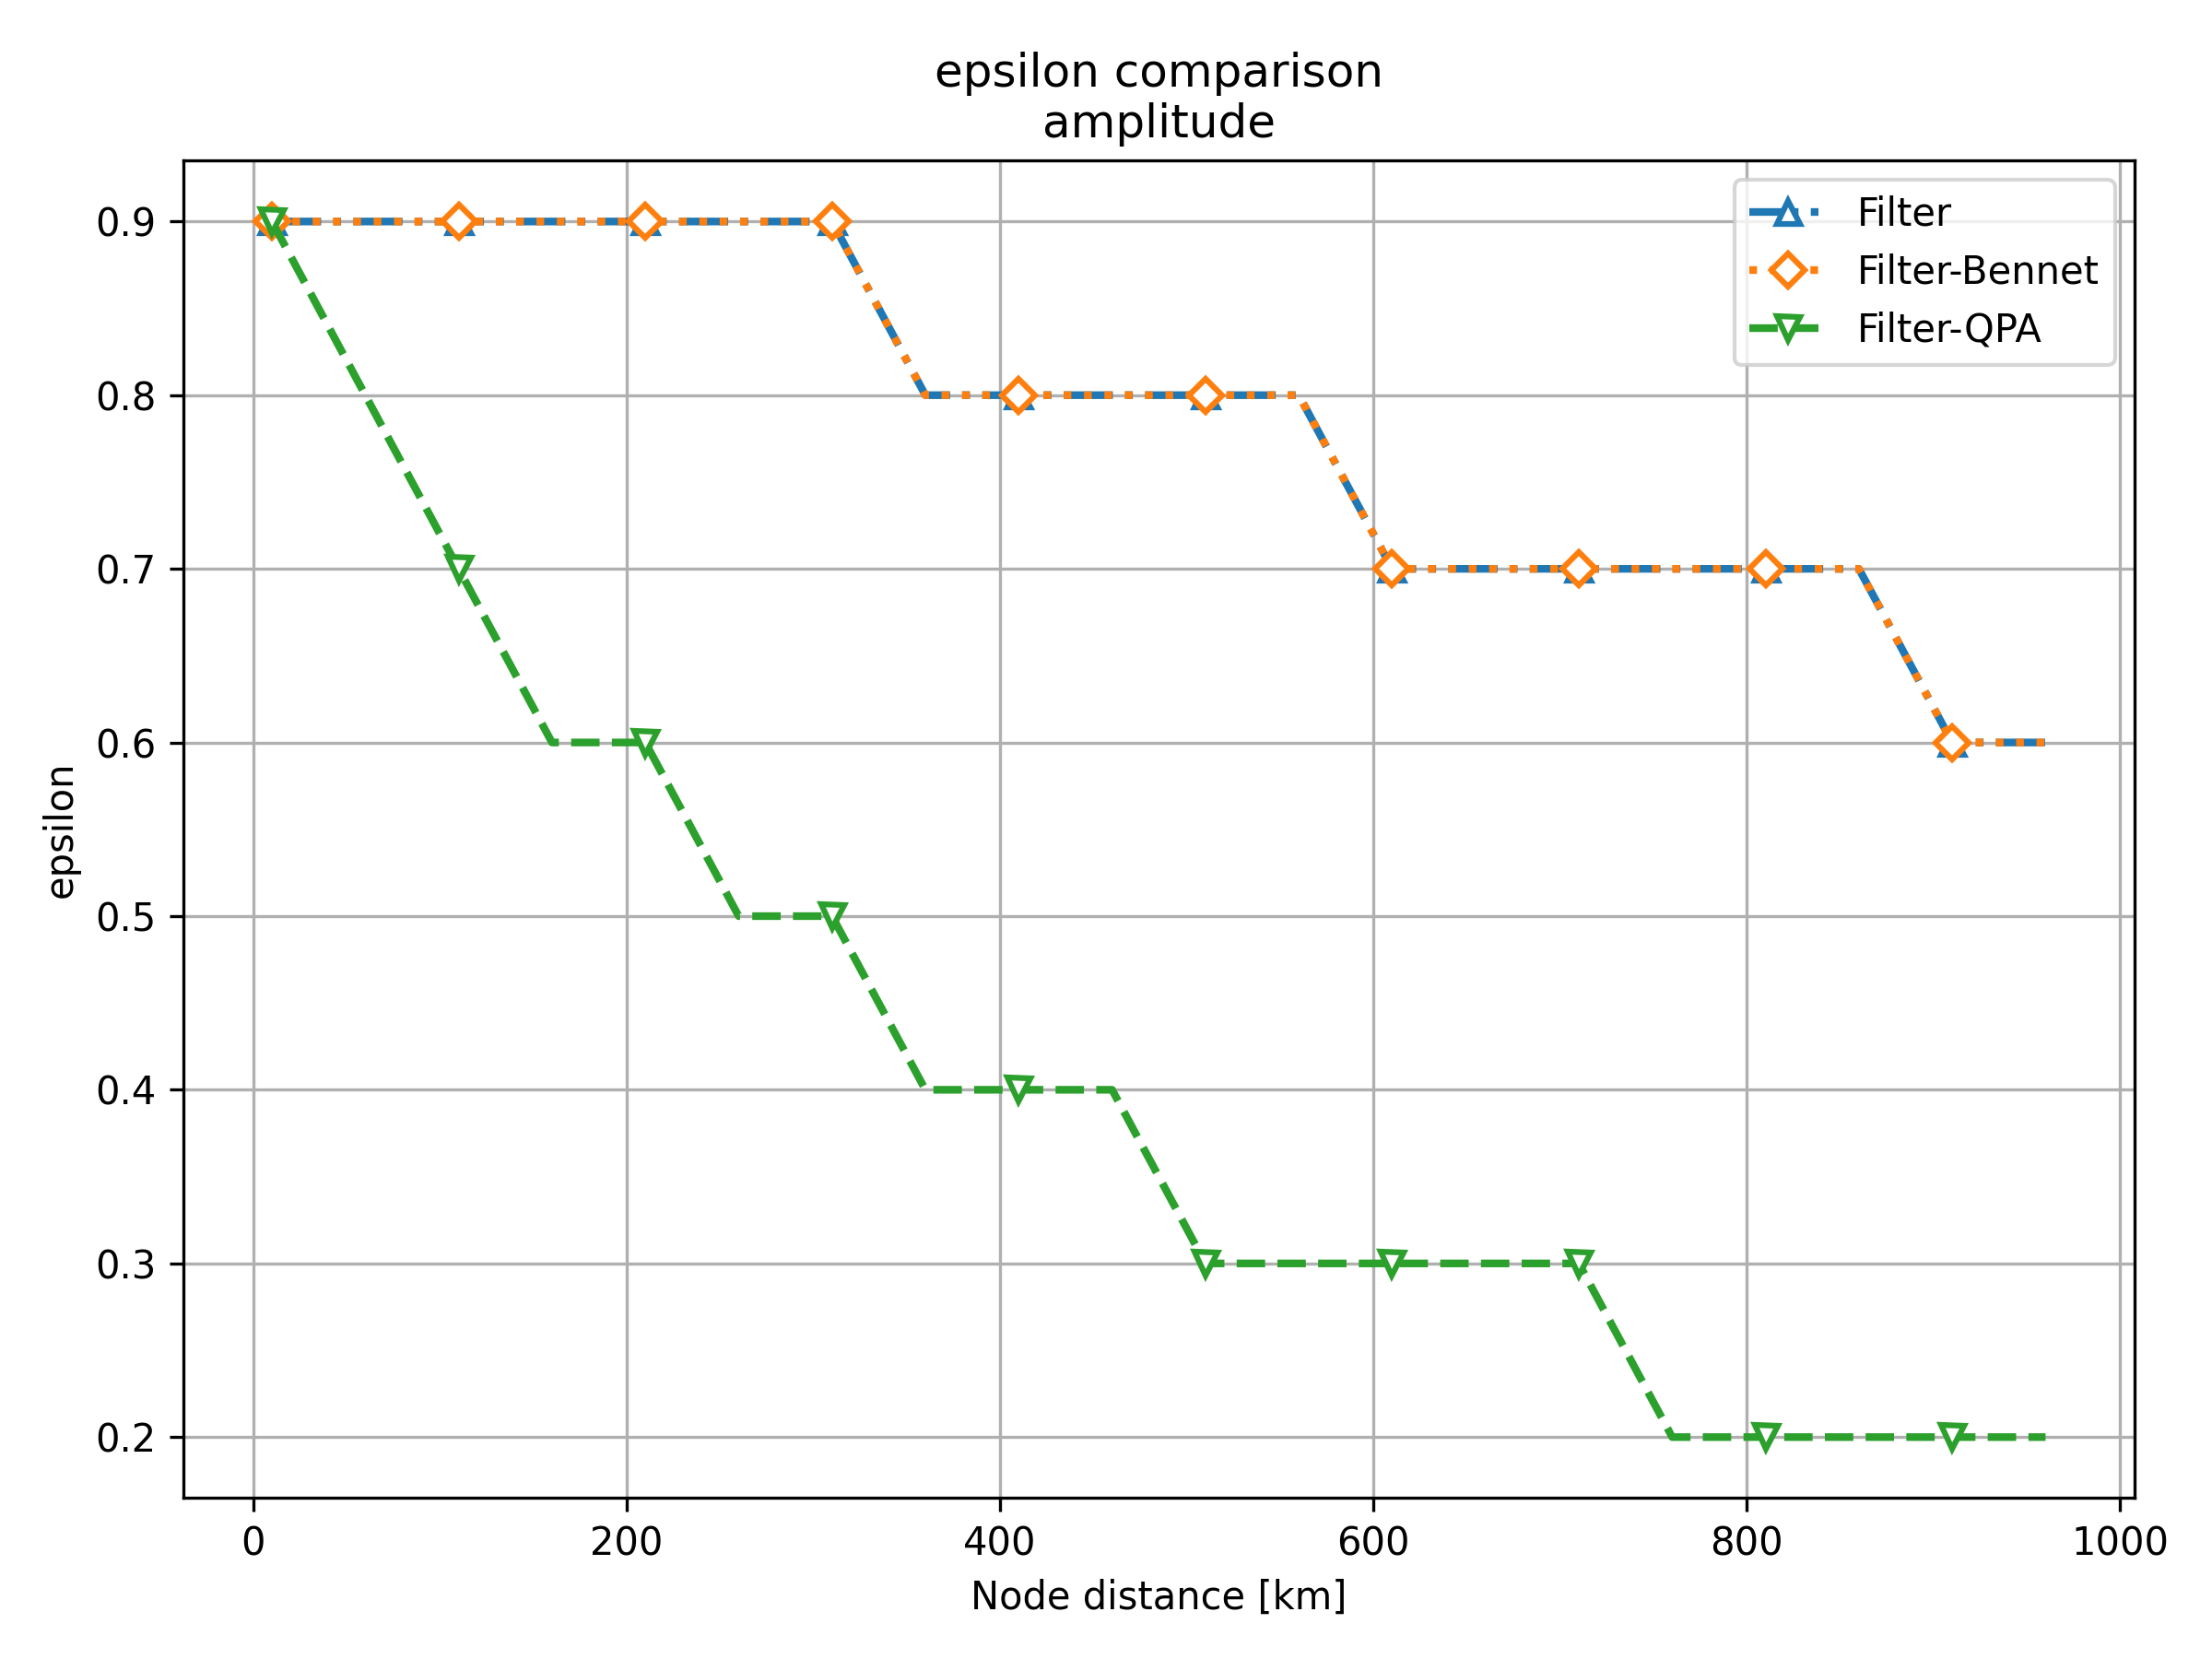 epsilon comparison
amplitude
Filter
Filter-Bennet
Filter-QPA
0.9
0.8
0.7
0.6
0.5
0.4
0.3
0.2
epsilon
0 200 400 600 800 1000
Node distance [km]